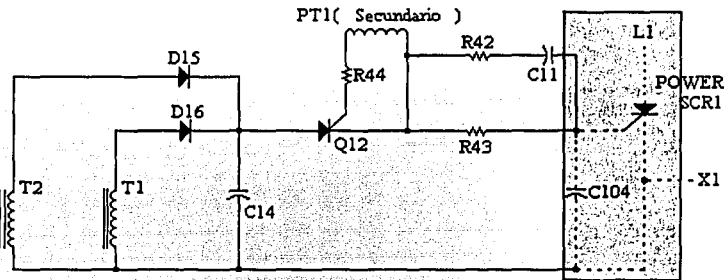 PT1( Secundario )
L1
R42
D15
C11
R44
POWER
SCR1
D16
Q12
R43
T2
T1
C14
C104
-X1